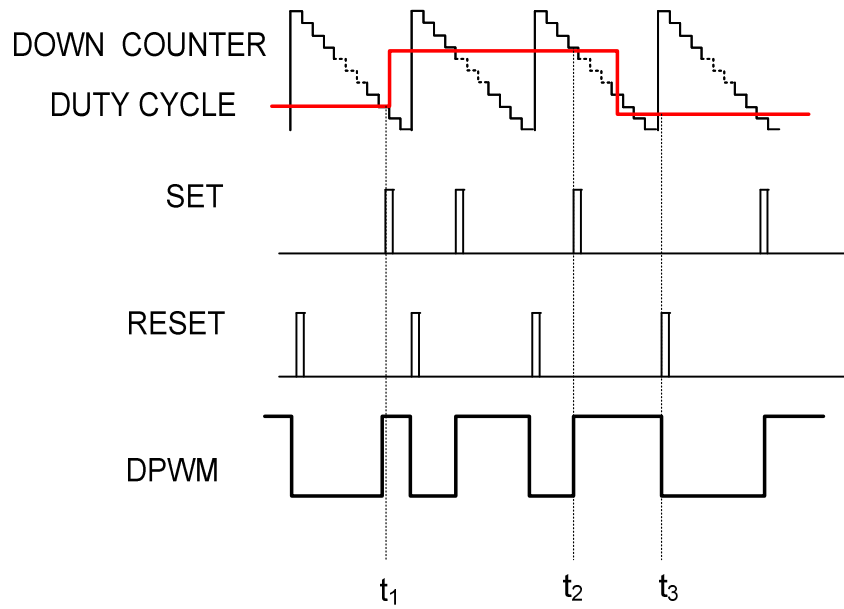 DOWN COUNTER
DUTY CYCLE
SET
RESET
DPWM
t₁ t₂ t₃